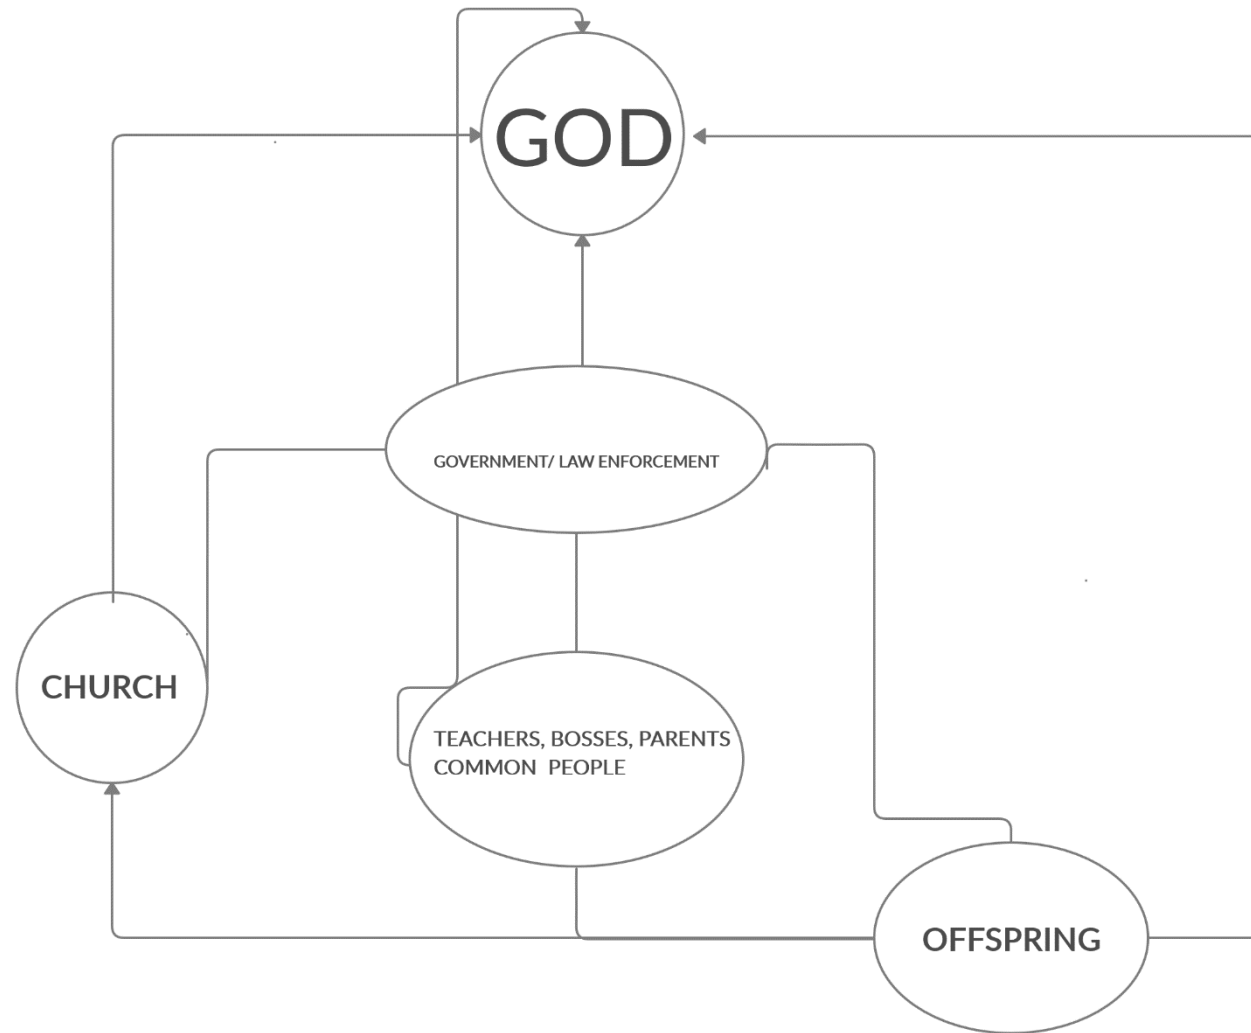 GOD
GOVERNMENT/ LAW ENFORCEMENT
CHURCH
TEACHERS, BOSSES, PARENTS
COMMON PEOPLE
OFFSPRING